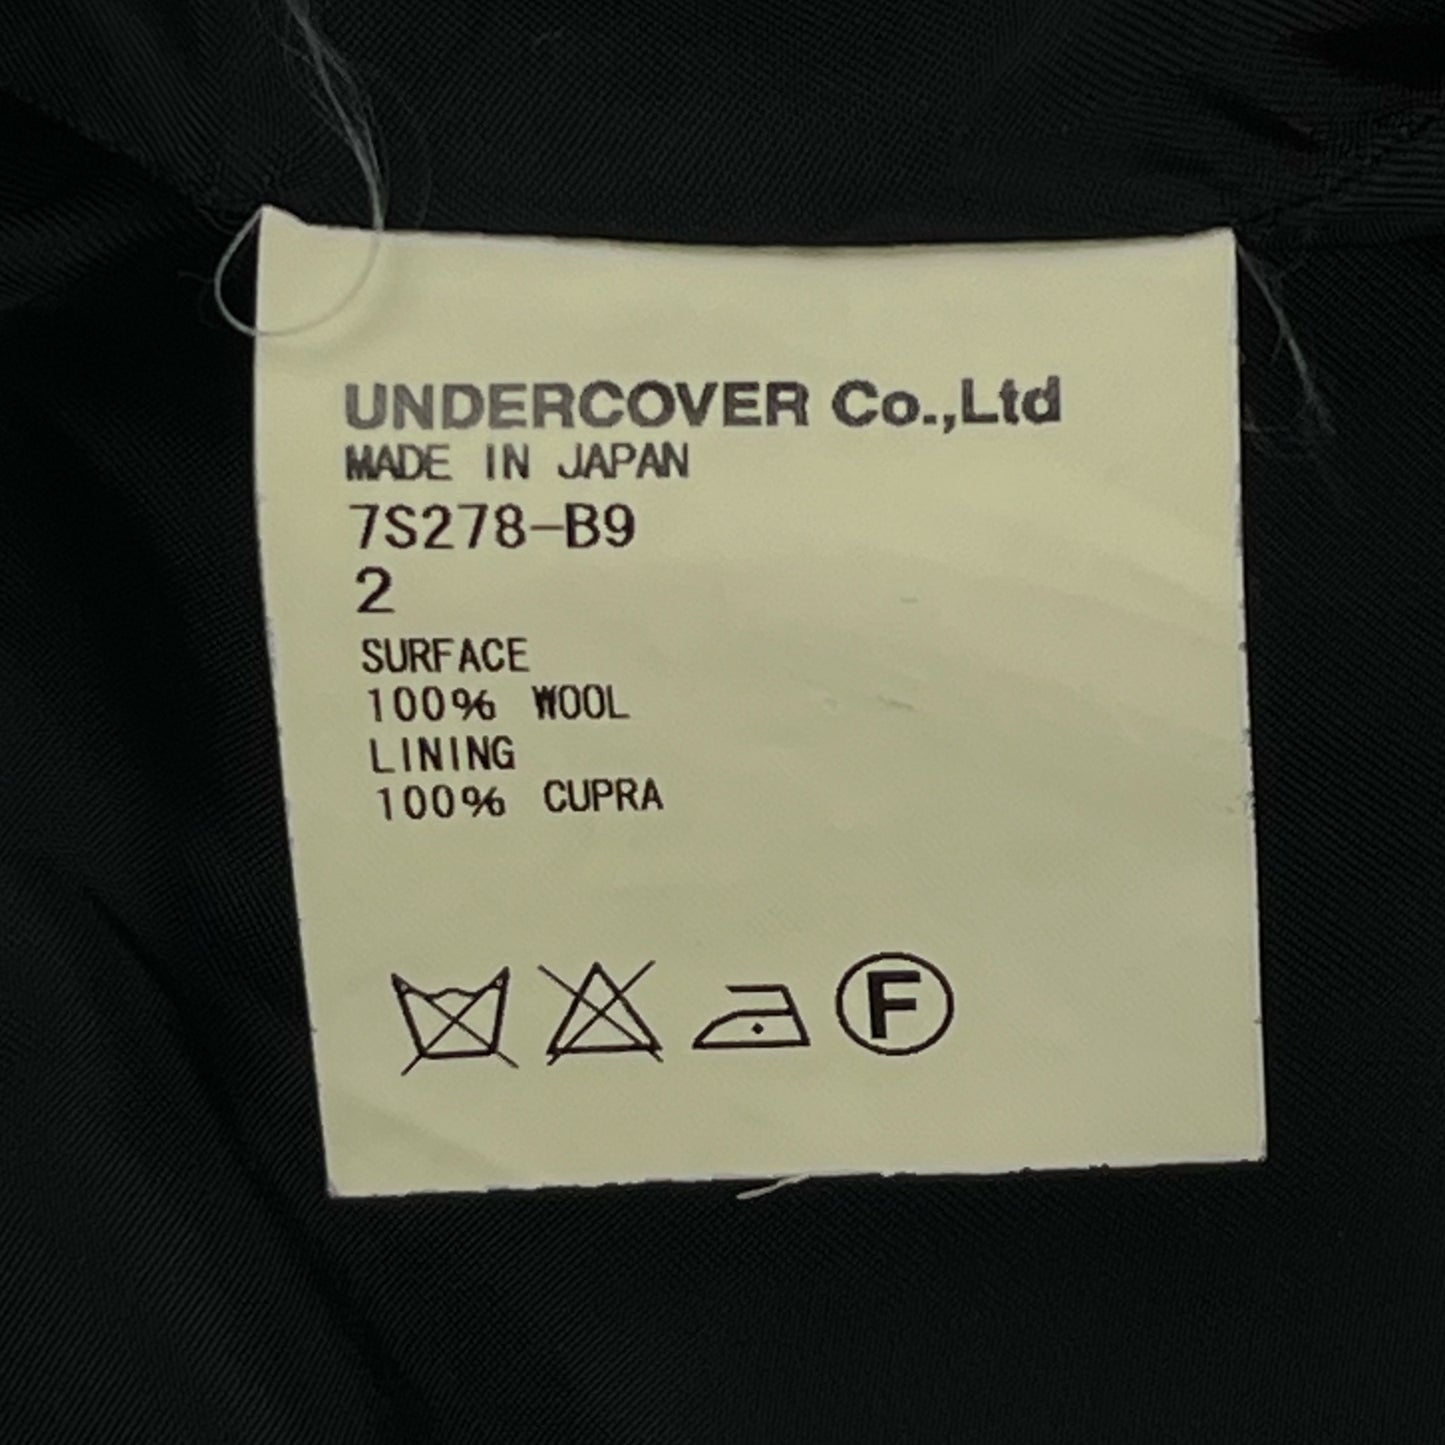 UNDERCOVER Co.,Ltd
MADE IN JAPAN
7S278-B9
2
SURFACE
100% WOOL
LINING
100% CUPRA
F